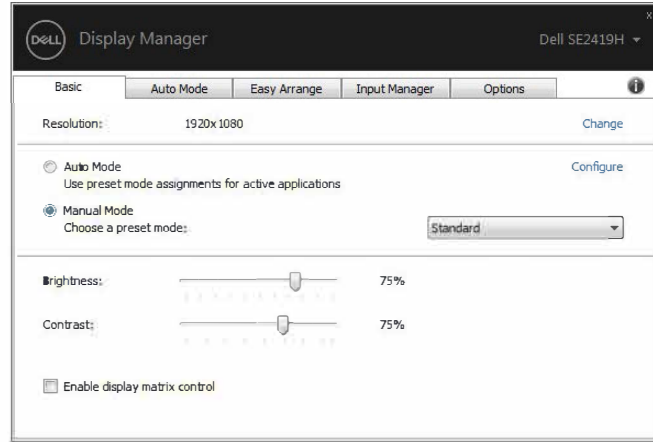 x
DELL Display Manager Dell SE2419H
Basic Auto Mode Easy Arrange Input Manager Options i
Resolution: 1920x1080 Change
Auto Mode Configure
Use preset mode assignments for active applications
Manual Mode
Choose a preset mode: Standard
Brightness: 75%
Contrast: 75%
Enable display matrix control